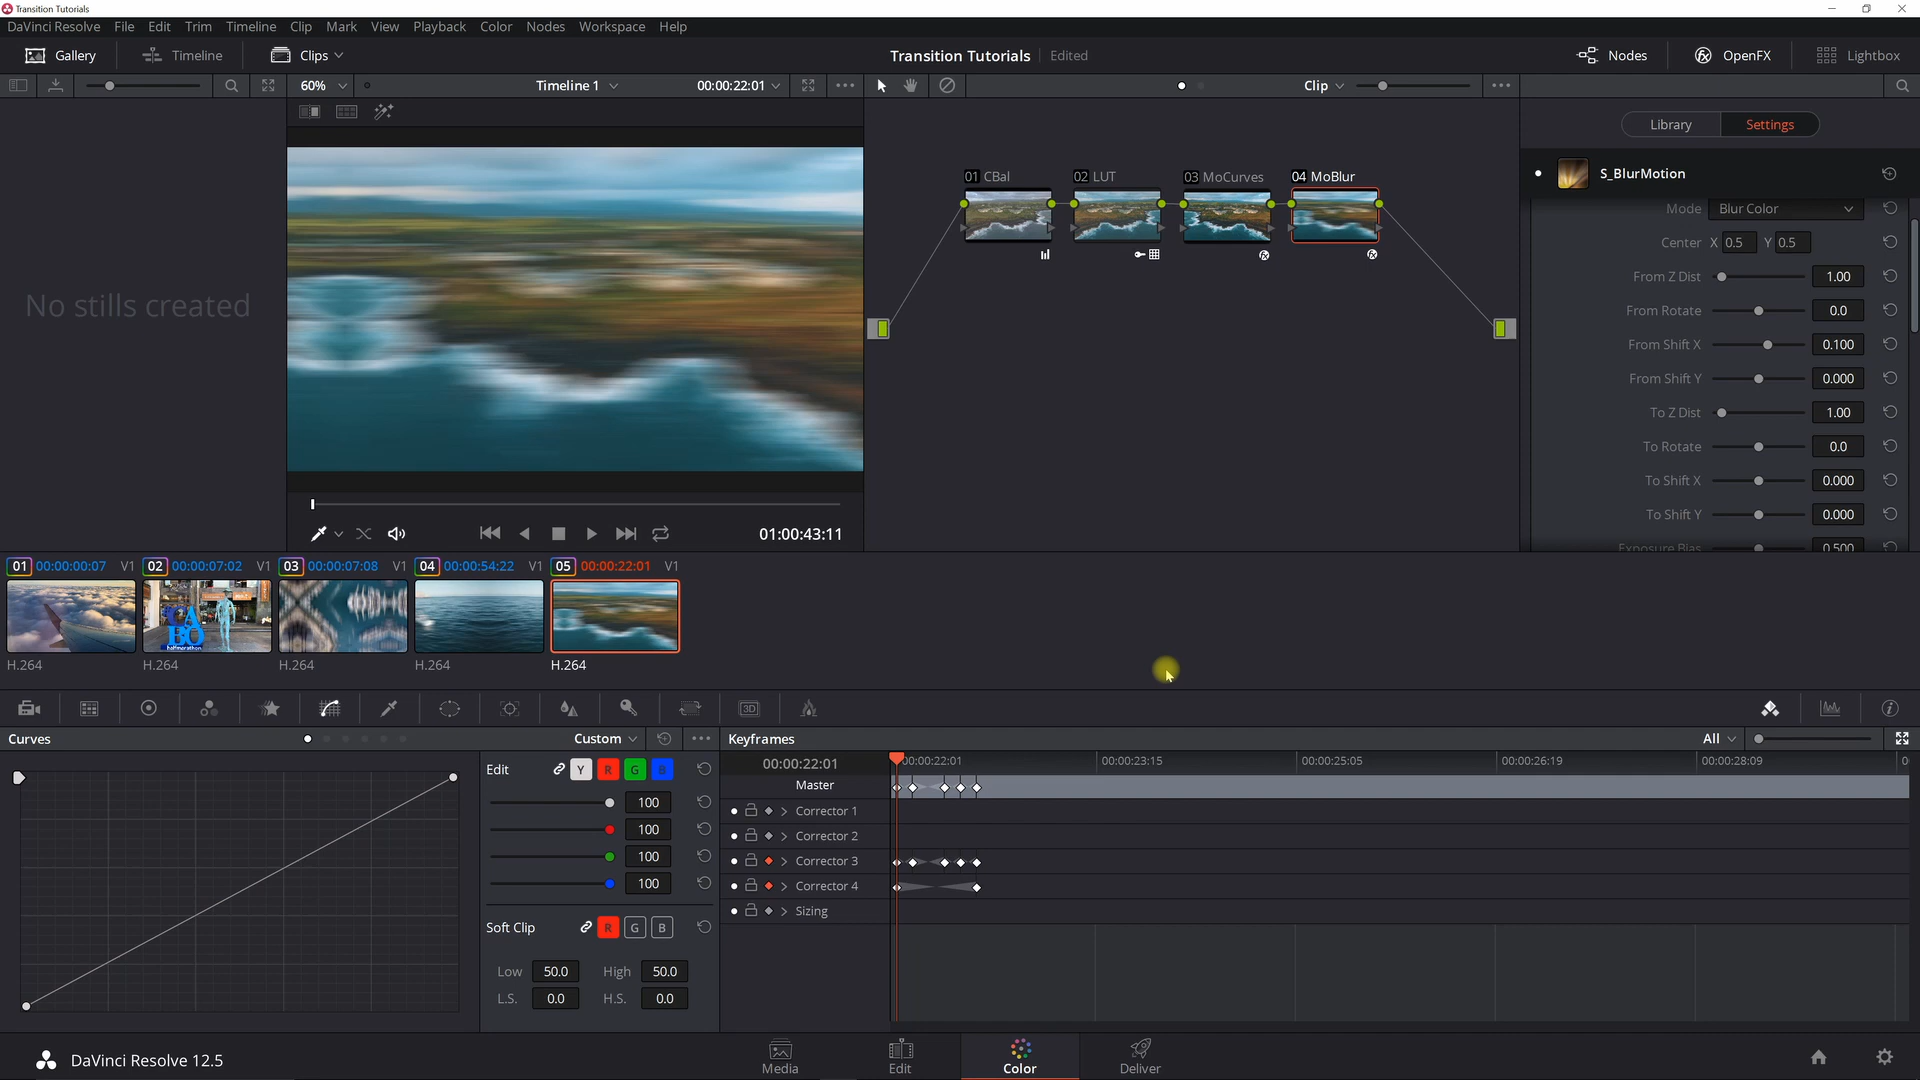 Transition Tutorials
DaVinci Resolve File Edit Trim Timeline Clip Mark View Playback Color Nodes Workspace Help
Gallery Timeline Clips Transition Tutorials Edited Nodes OpenFX Lightbox
60% Timeline 1 00:00:22:01 Clip
Library Settings
S_BlurMotion
Mode Blur Color
Center X 0.5 Y 0.5
From Z Dist 1.00
From Rotate 0.0
From Shift X 0.100
From Shift Y 0.000
To Z Dist 1.00
To Rotate 0.0
To Shift X 0.000
To Shift Y 0.000
Exposure Bias 0.500
01 CBal 02 LUT 03 MoCurves 04 MoBlur
No stills created
01:00:43:11
01 00:00:00:07 V1 02 00:00:07:02 V1 03 00:00:07:08 V1 04 00:00:54:22 V1 05 00:00:22:01 V1
CABO
halfmarathon
H.264 H.264 H.264 H.264 H.264
3D
Curves Custom
Edit Y R G B
100
100
100
100
Soft Clip R G B
Low 50.0 High 50.0
L.S. 0.0 H.S. 0.0
Keyframes All
00:00:22:01 00:00:22:01 00:00:23:15 00:00:25:05 00:00:26:19 00:00:28:09 0
Master
Corrector 1
Corrector 2
Corrector 3
Corrector 4
Sizing
DaVinci Resolve 12.5
Media Edit Color Deliver